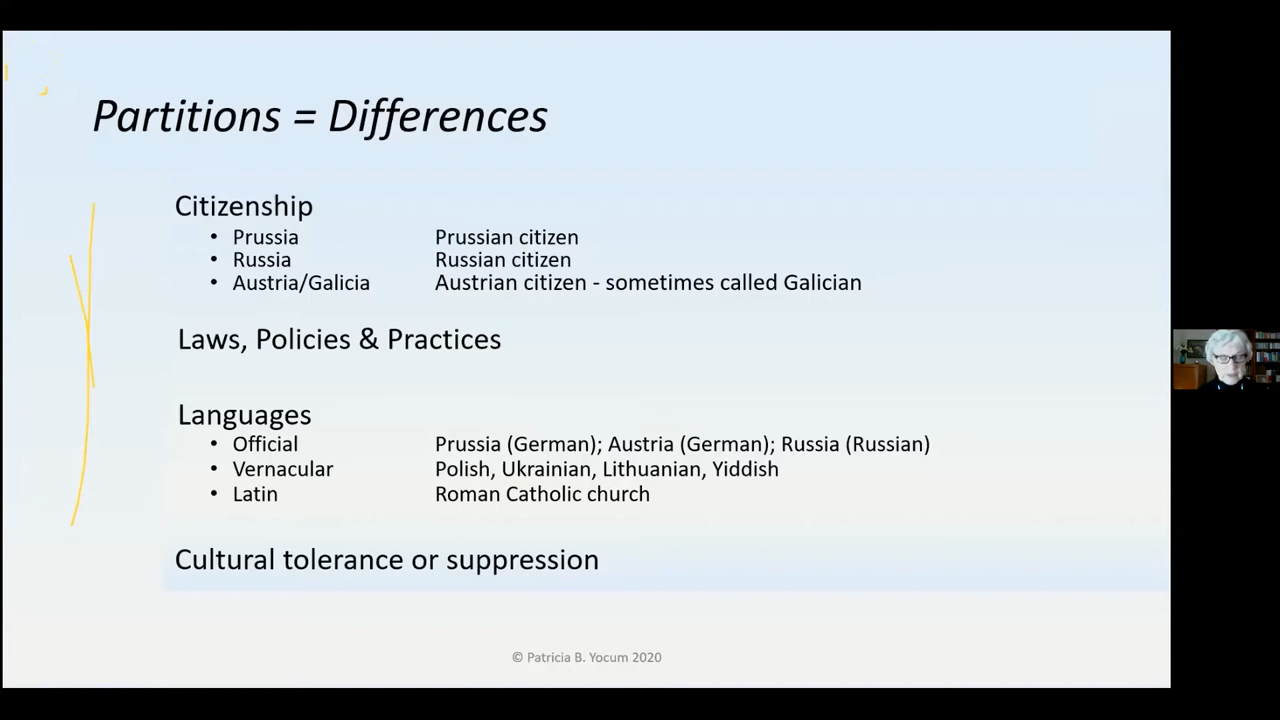 Partitions = Differences
Citizenship
• Prussia Prussian citizen
• Russia Russian citizen
• Austria/Galicia Austrian citizen - sometimes called Galician
Laws, Policies & Practices
Languages
• Official Prussia (German); Austria (German); Russia (Russian)
• Vernacular Polish, Ukrainian, Lithuanian, Yiddish
• Latin Roman Catholic church
Cultural tolerance or suppression
© Patricia B. Yocum 2020